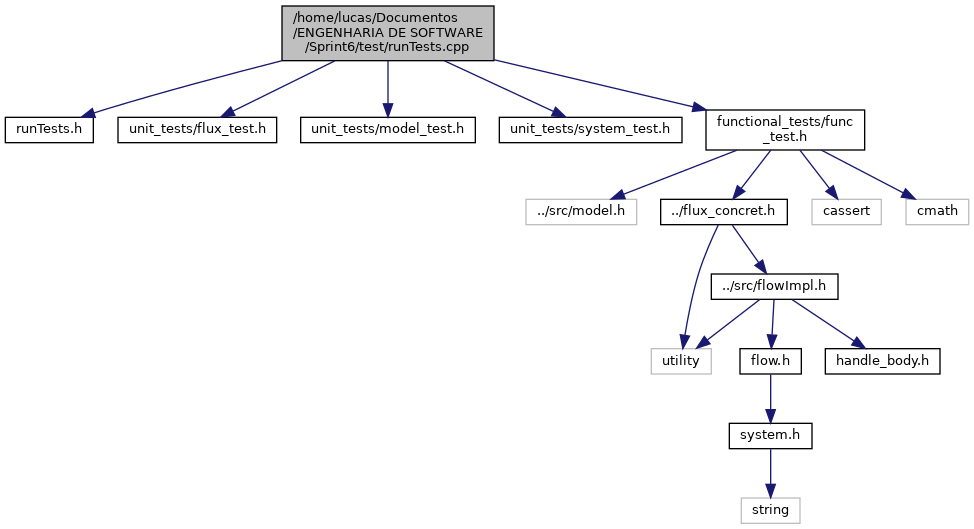 /home/lucas/Documentos
/ENGENHARIA DE SOFTWARE
/Sprint6/test/runTests.cpp
runTests.h
unit_tests/flux_test.h
unit_tests/model_test.h
unit_tests/system_test.h
functional_tests/func
_test.h
../src/model.h
../flux_concret.h
cassert
cmath
../src/flowImpl.h
utility
flow.h
handle_body.h
system.h
string